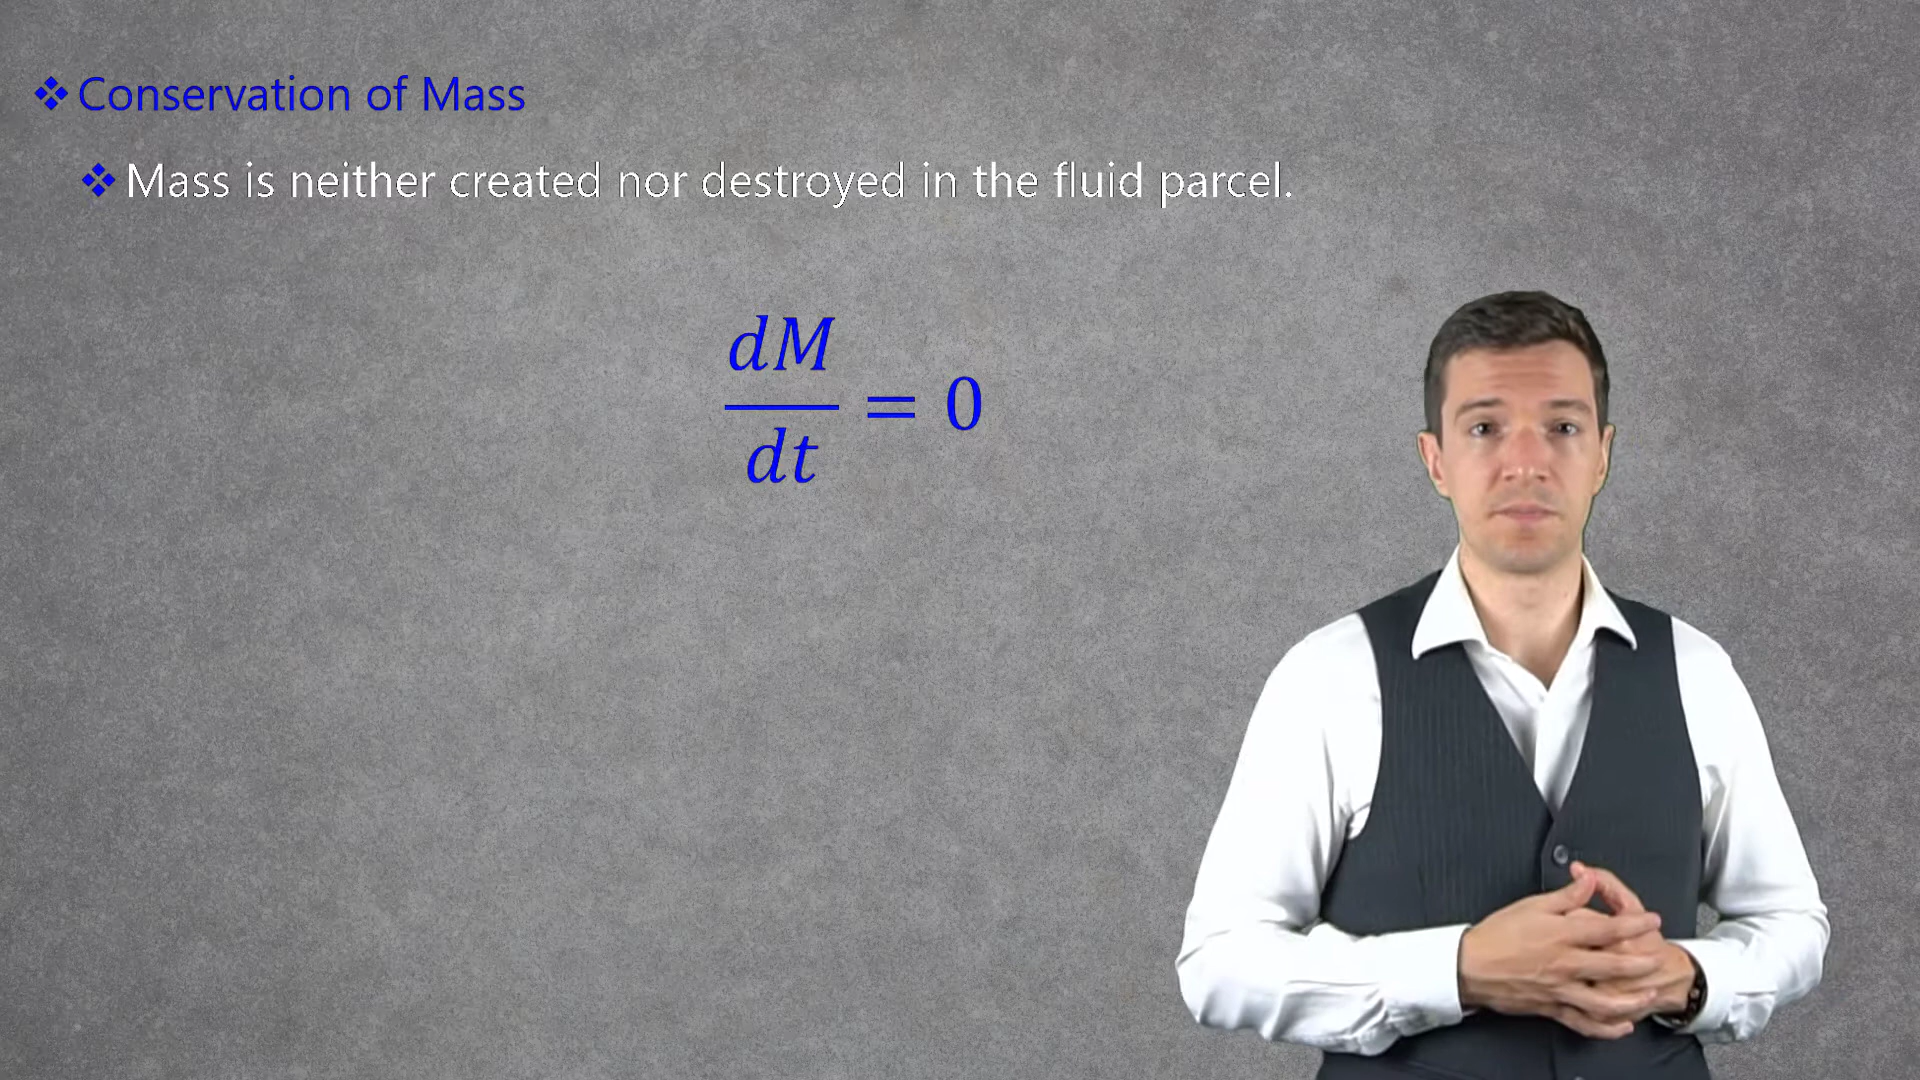 ❖ Conservation of Mass
❖ Mass is neither created nor destroyed in the fluid parcel.
dM/dt = 0